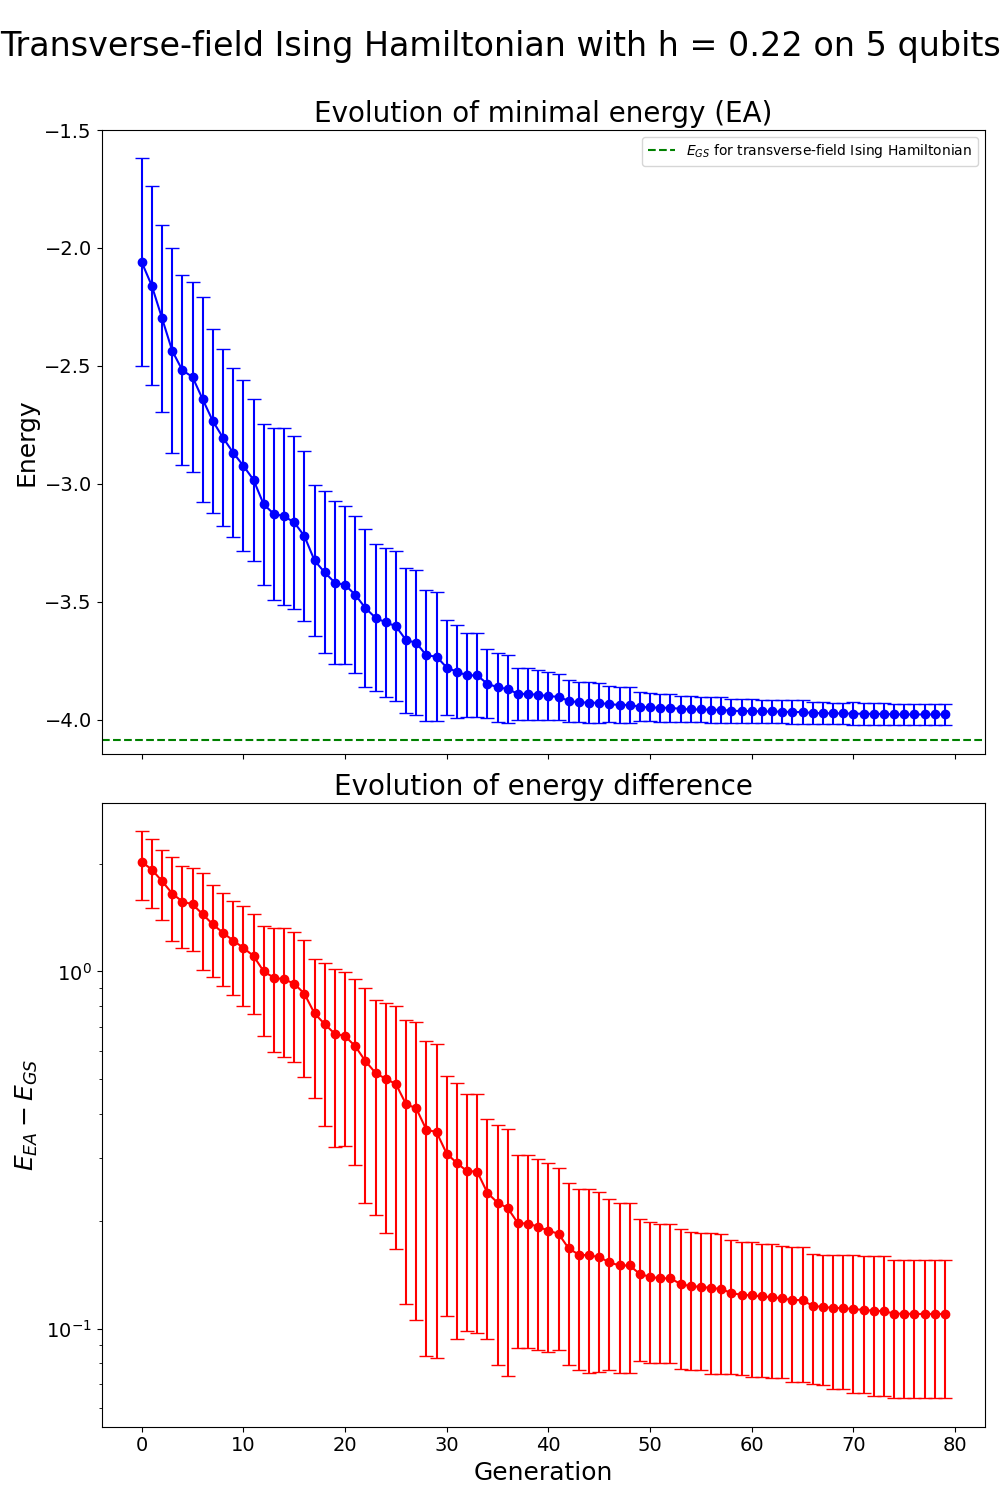 Transverse-field Ising Hamiltonian with h = 0.22 on 5 qubits
Evolution of minimal energy (EA)
−1.5
E_GS for transverse-field Ising Hamiltonian
−2.0
−2.5
−3.0
−3.5
−4.0
Energy
Evolution of energy difference
10⁰
10⁻¹
E_EA − E_GS
0 10 20 30 40 50 60 70 80
Generation